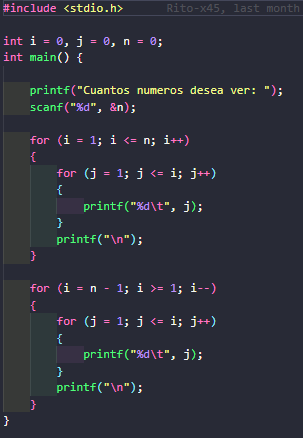 #include <stdio.h> Rito-x45, last month
int i = 0, j = 0, n = 0;
int main() {
printf("Cuantos numeros desea ver: ");
scanf("%d", &n);
for (i = 1; i <= n; i++)
{
for (j = 1; j <= i; j++)
{
printf("%d\t", j);
}
printf("\n");
}
for (i = n - 1; i >= 1; i--)
{
for (j = 1; j <= i; j++)
{
printf("%d\t", j);
}
printf("\n");
}
}